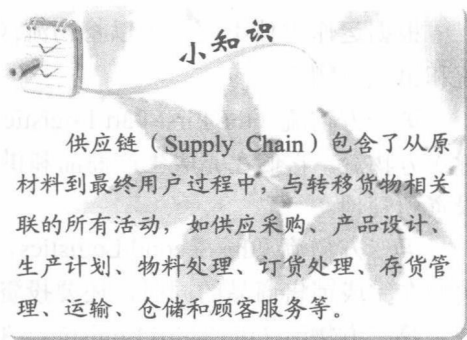 小知识
供应链（Supply Chain）包含了从原
材料到最终用户过程中，与转移货物相关
联的所有活动，如供应采购、产品设计、
生产计划、物料处理、订货处理、存货管
理、运输、仓储和顾客服务等。